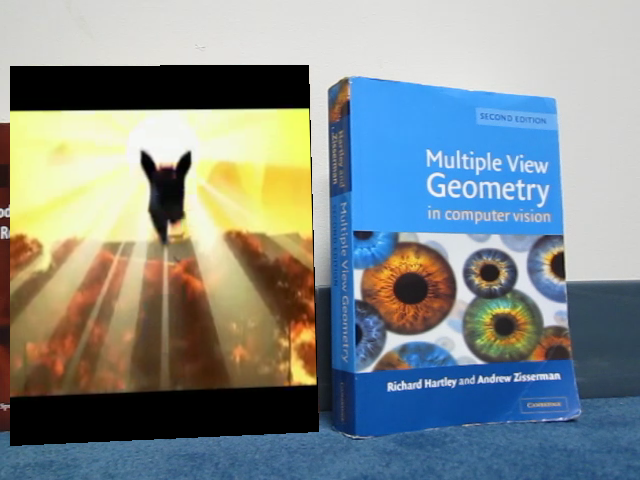 SECOND EDITION
Multiple View
Geometry
in computer vision
Richard Hartley and Andrew Zisserman
CAMBRIDGE
Hartley and
Zisserman
Multiple View Geometry